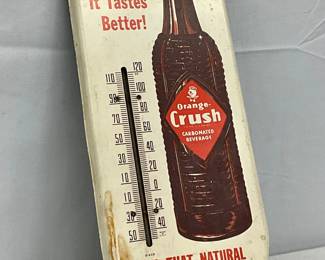 It Tastes
Better!
120
110
100
90
80
70
60
50
40
30
20
10
0
10
20
30
40
50
Orange-
Crush
CARBONATED
BEVERAGE
THAT NATURAL